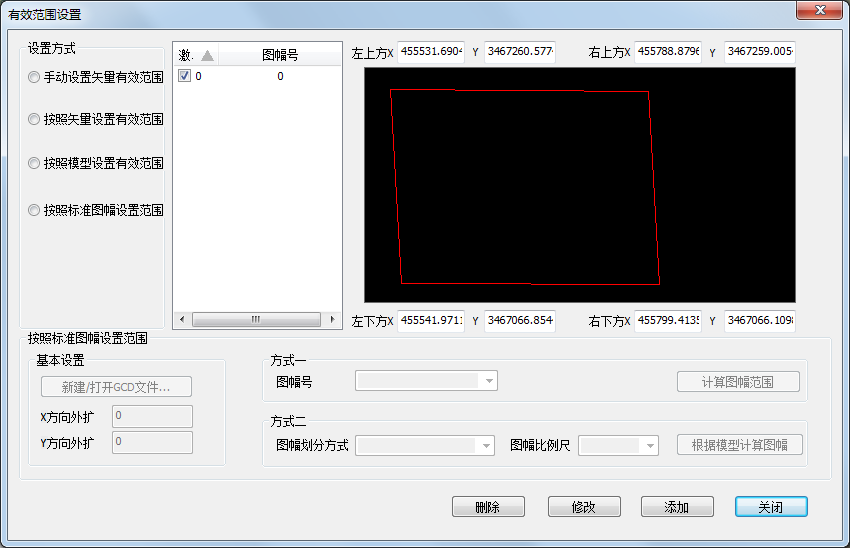 有效范围设置
设置方式
手动设置矢量有效范围
按照矢量设置有效范围
按照模型设置有效范围
按照标准图幅设置范围
激. 图幅号
0 0
左上方X 455531.6904 Y 3467260.577 右上方X 455788.8796 Y 3467259.005
左下方X 455541.971 Y 3467066.854 右下方X 455799.4135 Y 3467066.109
按照标准图幅设置范围
基本设置
新建/打开GCD文件...
X方向外扩 0
Y方向外扩 0
方式一
图幅号 计算图幅范围
方式二
图幅划分方式 图幅比例尺 根据模型计算图幅
删除 修改 添加 关闭